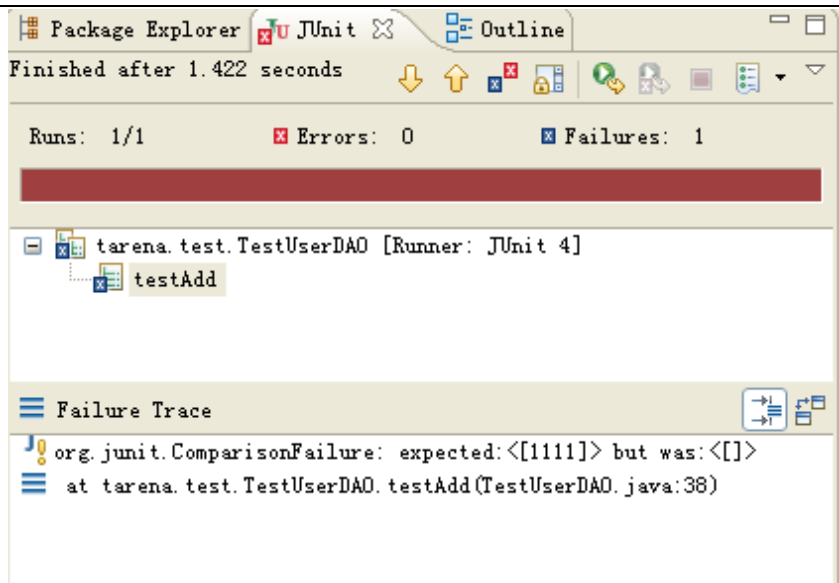 Package Explorer JUnit Outline
Finished after 1.422 seconds
Runs: 1/1 Errors: 0 Failures: 1
tarena.test.TestUserDAO [Runner: JUnit 4]
testAdd
Failure Trace
org.junit.ComparisonFailure: expected:<[1111]> but was:<[]>
at tarena.test.TestUserDAO.testAdd(TestUserDAO.java:38)